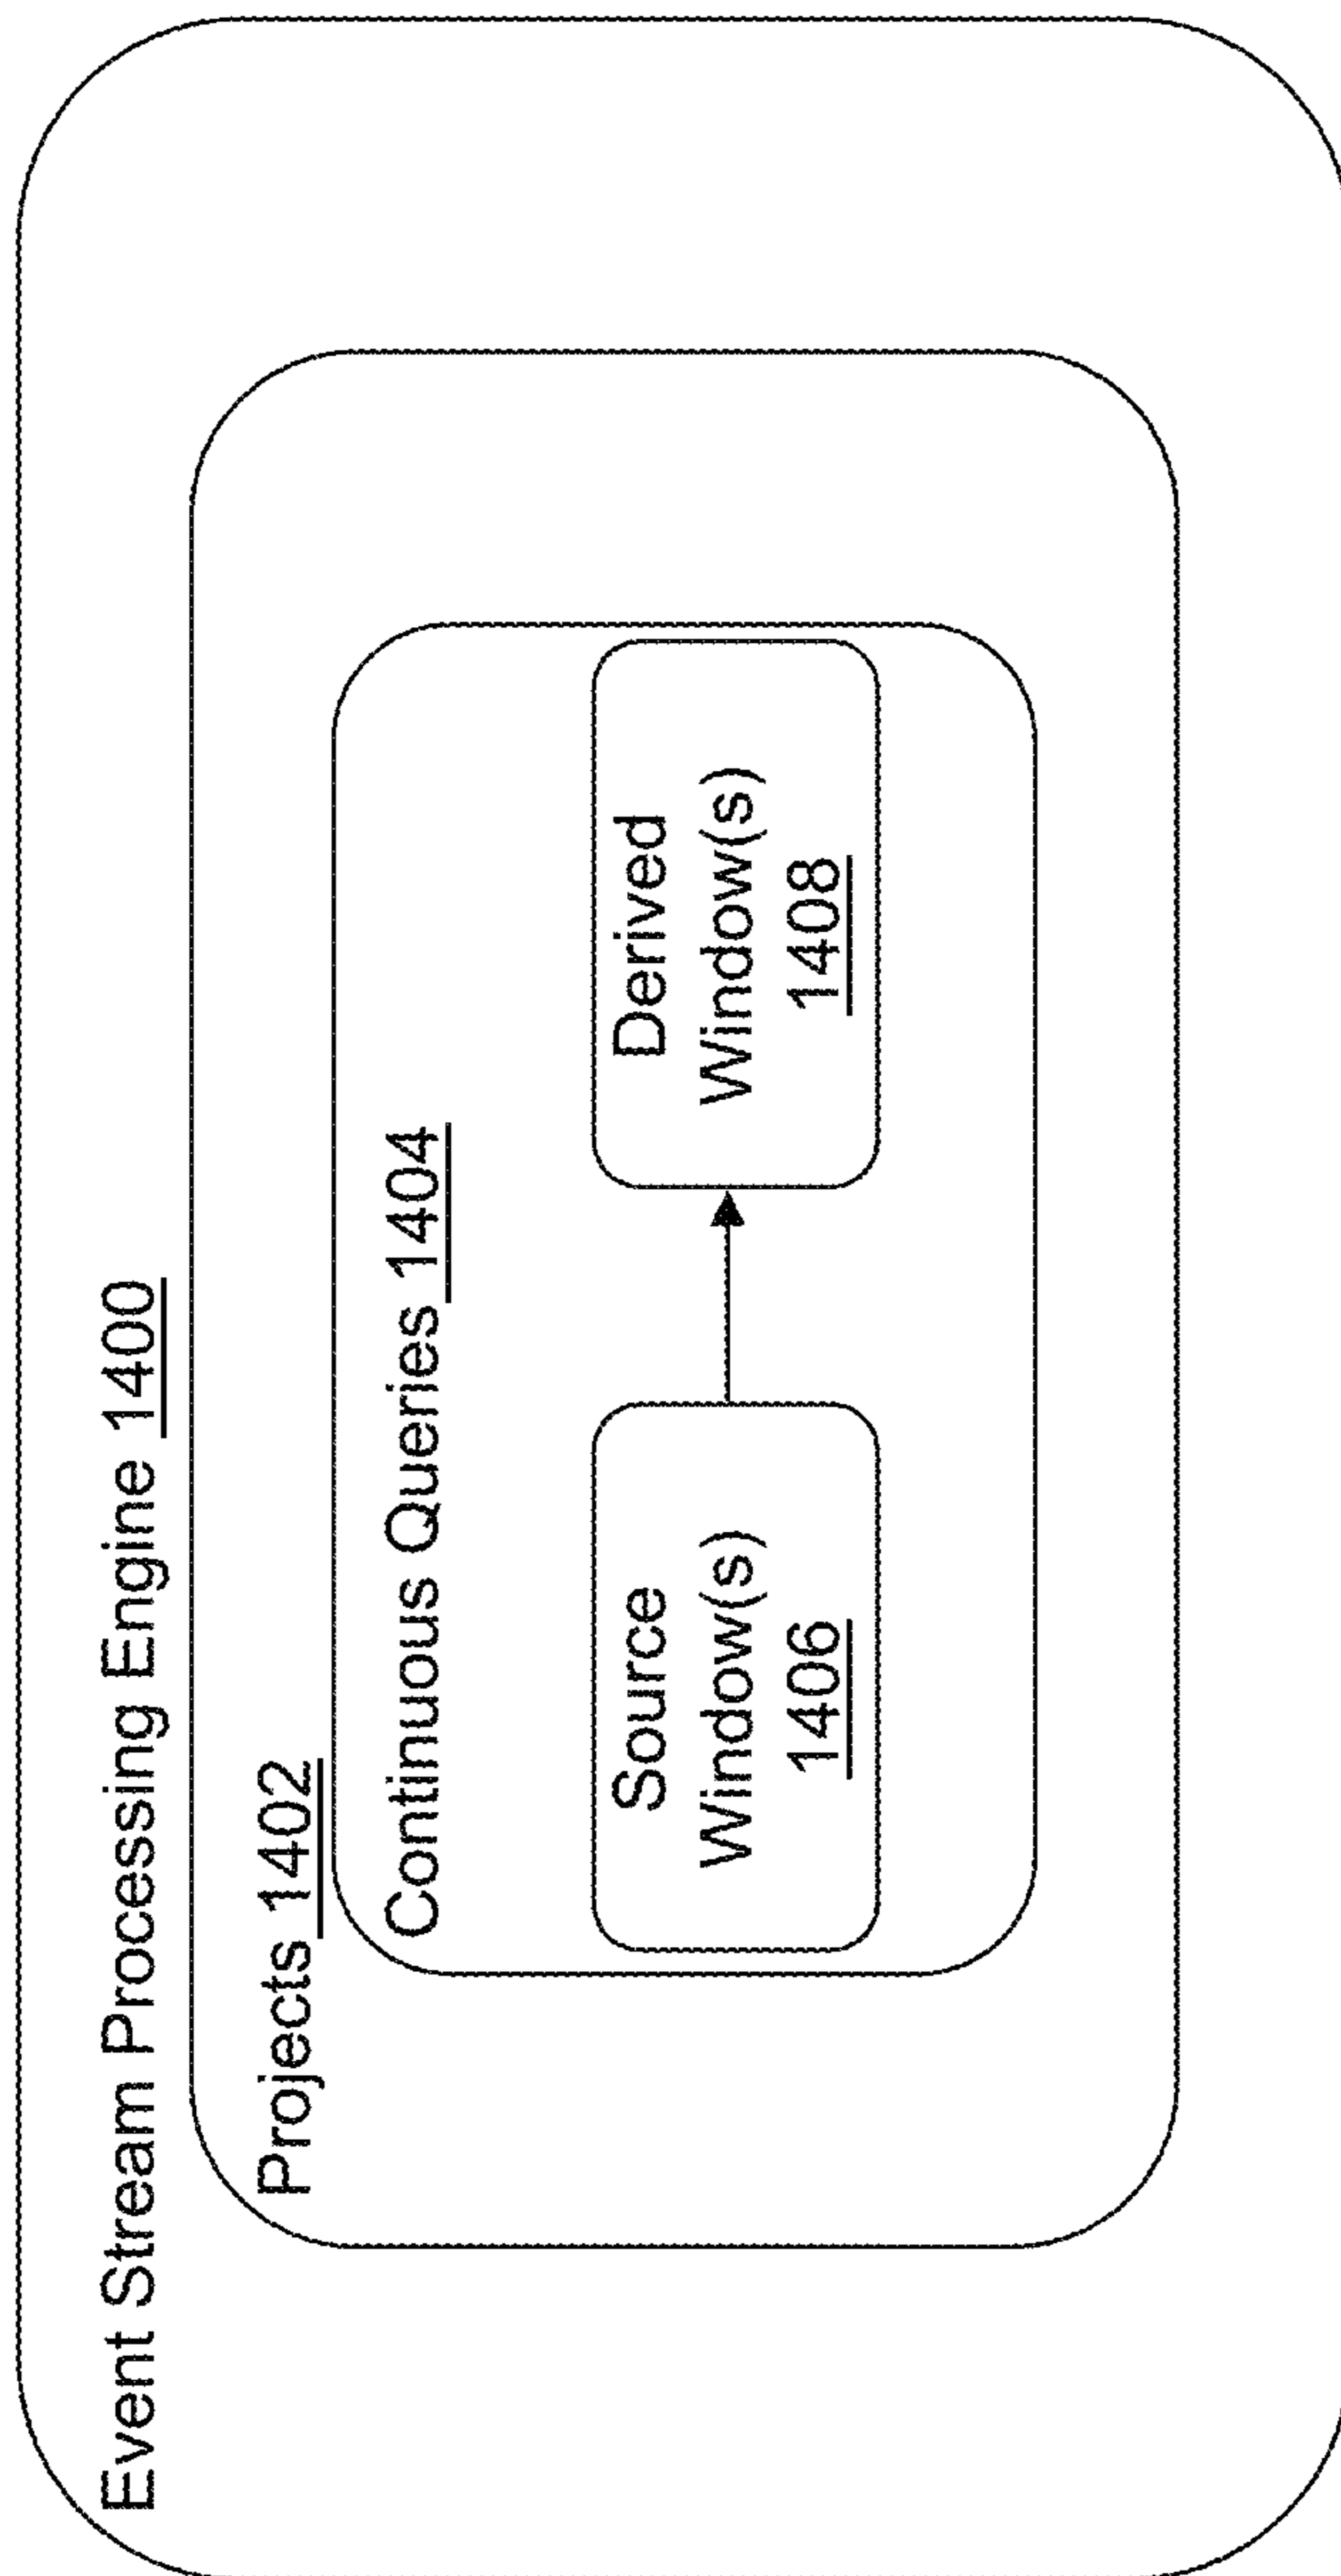 Event Stream Processing Engine 1400
Projects 1402
Continuous Queries 1404
Source
Window(s)
1406
Derived
Window(s)
1408